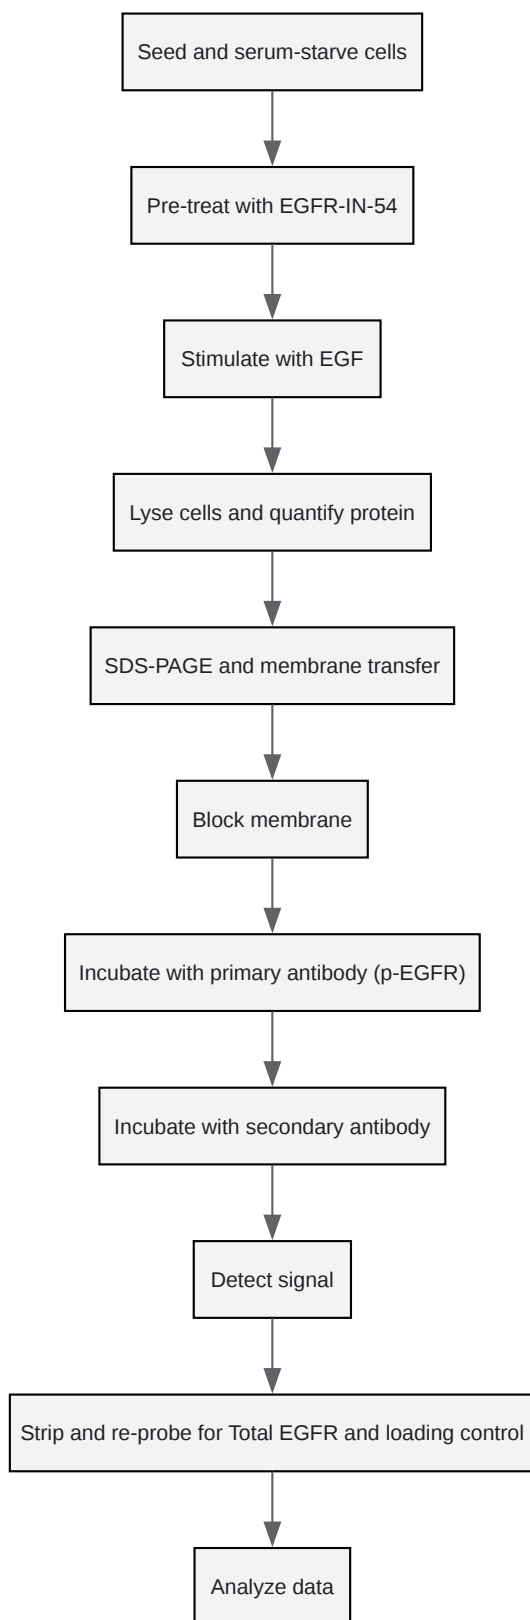 Seed and serum-starve cells
Pre-treat with EGFR-IN-54
Stimulate with EGF
Lyse cells and quantify protein
SDS-PAGE and membrane transfer
Block membrane
Incubate with primary antibody (p-EGFR)
Incubate with secondary antibody
Detect signal
Strip and re-probe for Total EGFR and loading control
Analyze data